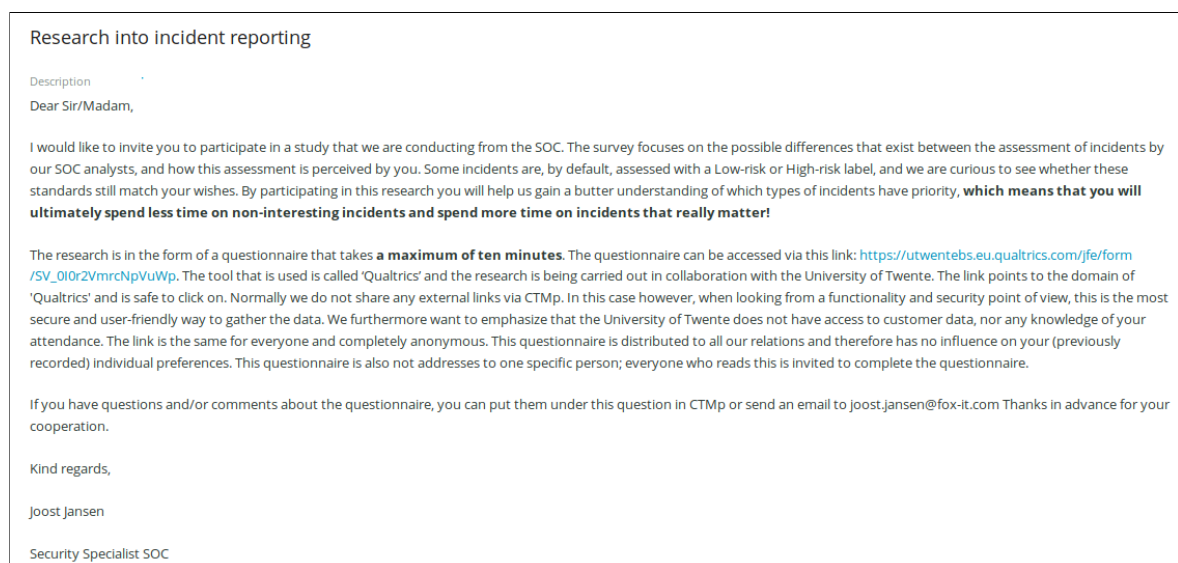 Research into incident reporting
Description
Dear Sir/Madam,
I would like to invite you to participate in a study that we are conducting from the SOC. The survey focuses on the possible differences that exist between the assessment of incidents by
our SOC analysts, and how this assessment is perceived by you. Some incidents are, by default, assessed with a Low-risk or High-risk label, and we are curious to see whether these
standards still match your wishes. By participating in this research you will help us gain a butter understanding of which types of incidents have priority, which means that you will
ultimately spend less time on non-interesting incidents and spend more time on incidents that really matter!
The research is in the form of a questionnaire that takes a maximum of ten minutes. The questionnaire can be accessed via this link: https://utwentebs.eu.qualtrics.com/jfe/form
/SV_0I0r2VmrcNpVuWp. The tool that is used is called ‘Qualtrics’ and the research is being carried out in collaboration with the University of Twente. The link points to the domain of
'Qualtrics' and is safe to click on. Normally we do not share any external links via CTMp. In this case however, when looking from a functionality and security point of view, this is the most
secure and user-friendly way to gather the data. We furthermore want to emphasize that the University of Twente does not have access to customer data, nor any knowledge of your
attendance. The link is the same for everyone and completely anonymous. This questionnaire is distributed to all our relations and therefore has no influence on your (previously
recorded) individual preferences. This questionnaire is also not addresses to one specific person; everyone who reads this is invited to complete the questionnaire.
If you have questions and/or comments about the questionnaire, you can put them under this question in CTMp or send an email to joost.jansen@fox-it.com Thanks in advance for your
cooperation.
Kind regards,
Joost Jansen
Security Specialist SOC